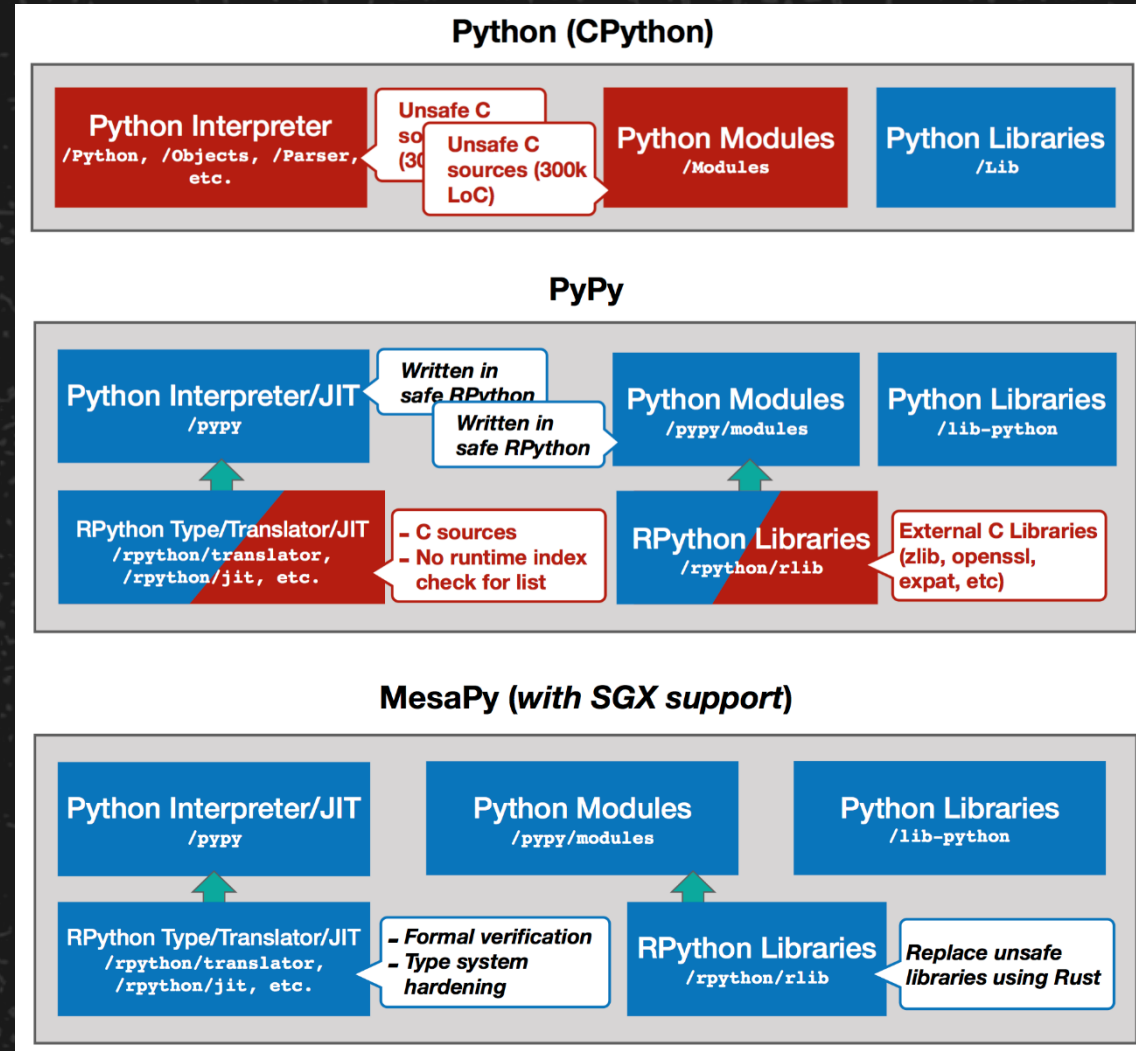 Python (CPython)
Python Interpreter
/Python, /Objects, /Parser,
etc.
Unsafe C
so
(30
Unsafe C
sources (300k
LoC)
Python Modules
/Modules
Python Libraries
/Lib
PyPy
Python Interpreter/JIT
/pypy
Written in
safe RPython
Written in
safe RPython
Python Modules
/pypy/modules
Python Libraries
/lib-python
RPython Type/Translator/JIT
/rpython/translator,
/rpython/jit, etc.
- C sources
- No runtime index
check for list
RPython Libraries
/rpython/rlib
External C Libraries
(zlib, openssl,
expat, etc)
MesaPy (with SGX support)
Python Interpreter/JIT
/pypy
Python Modules
/pypy/modules
Python Libraries
/lib-python
RPython Type/Translator/JIT
/rpython/translator,
/rpython/jit, etc.
- Formal verification
- Type system
hardening
RPython Libraries
/rpython/rlib
Replace unsafe
libraries using Rust